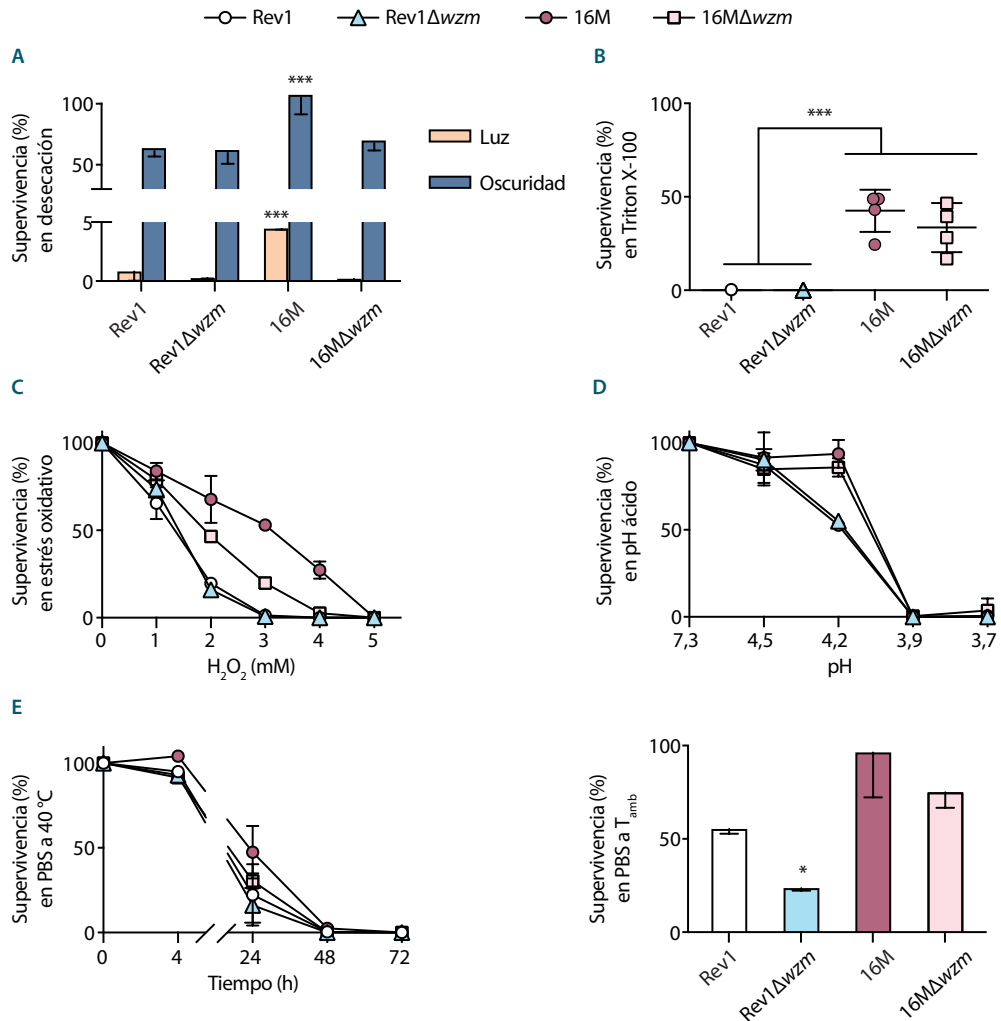 Rev1 Rev1Δwzm 16M 16MΔwzm
A
Supervivencia (%)
en desecación
100
50
5
0
***
***
Rev1
Rev1Δwzm
16M
16MΔwzm
Luz
Oscuridad
B
Supervivencia (%)
en Triton X-100
100
50
0
***
Rev1
Rev1Δwzm
16M
16MΔwzm
C
Supervivencia (%)
en estrés oxidativo
100
50
0
0 1 2 3 4 5
H₂O₂ (mM)
D
Supervivencia (%)
en pH ácido
100
50
0
7,3 4,5 4,2 3,9 3,7
pH
E
Supervivencia (%)
en PBS a 40 °C
100
50
0
0 4 24 48 72
Tiempo (h)
Supervivencia (%)
en PBS a Tamb
100
50
0
*
Rev1
Rev1Δwzm
16M
16MΔwzm